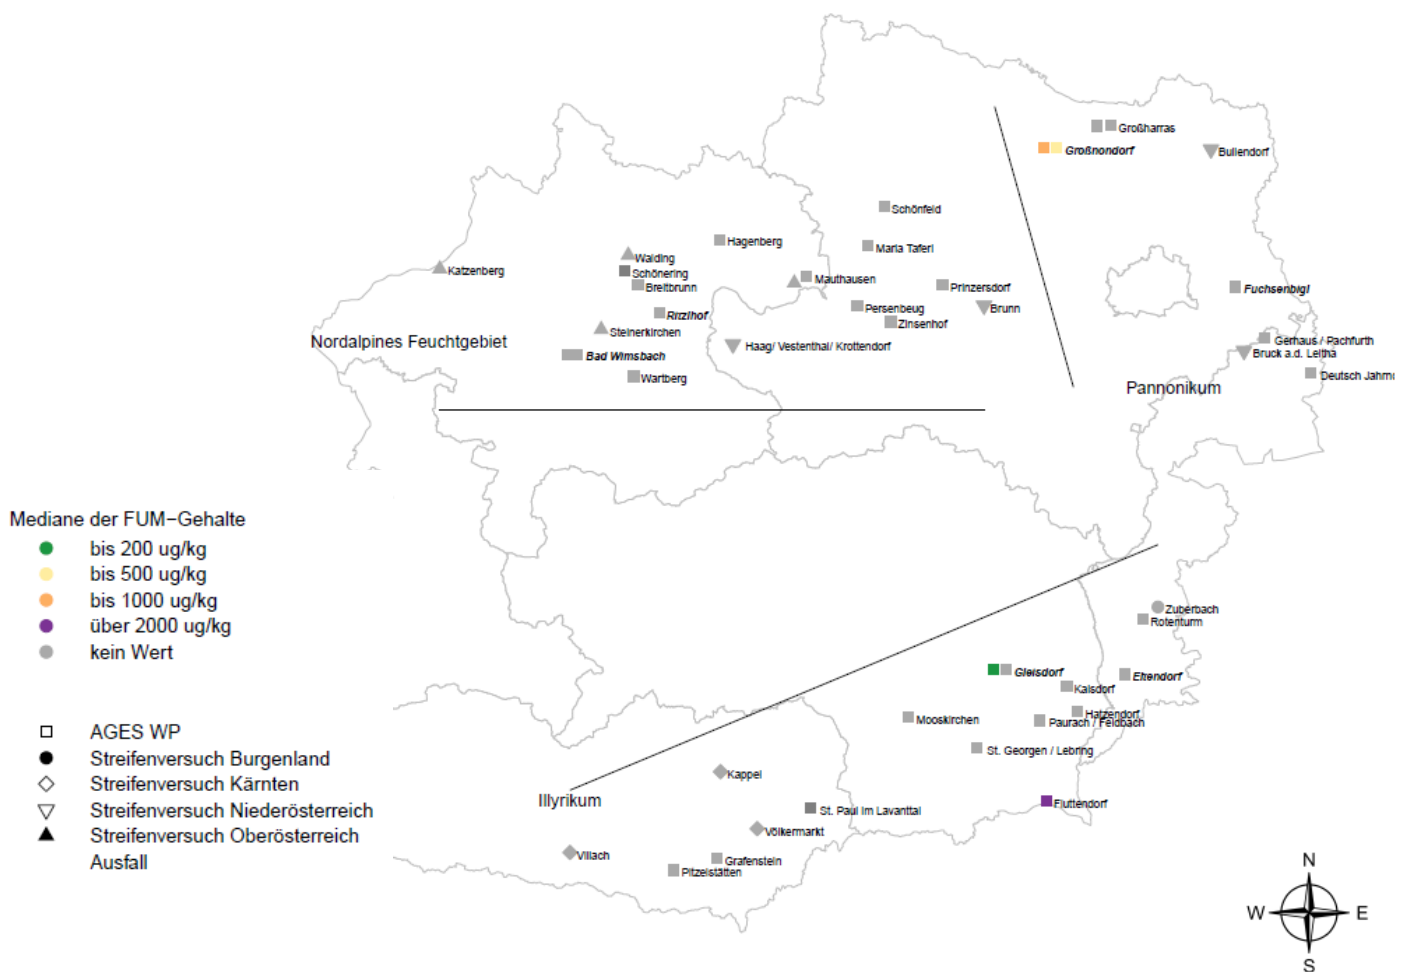 Großharras
Großnondorf
Bullendorf
Schönfeld
Hagenberg
Maria Taferl
Walding
Katzenberg
Schönering
Breitbrunn
Mauthausen
Prinzersdorf
Fuchsenbigl
Persenbeug
Brunn
Ritzlhof
Zinsenhof
Steinerkirchen
Nordalpines Feuchtgebiet
Haag/ Vestenthal/ Krottendorf
Gerhaus / Pachfurth
Bruck a.d. Leitha
Bad Wimsbach
Wartberg
Deutsch Jahrnd
Pannonikum
Mediane der FUM−Gehalte
bis 200 ug/kg
bis 500 ug/kg
bis 1000 ug/kg
über 2000 ug/kg
kein Wert
Zuberbach
Rotenturm
Gleisdorf
Eltendorf
Kalsdorf
Hatzendorf
Mooskirchen
Paurach / Feldbach
St. Georgen / Lebring
AGES WP
Streifenversuch Burgenland
Streifenversuch Kärnten
Streifenversuch Niederösterreich
Streifenversuch Oberösterreich
Ausfall
Kappel
Illyrikum
Fluttendorf
St. Paul im Lavanttal
Völkermarkt
Villach
Grafenstein
Pitzelstätten
N
W
E
S